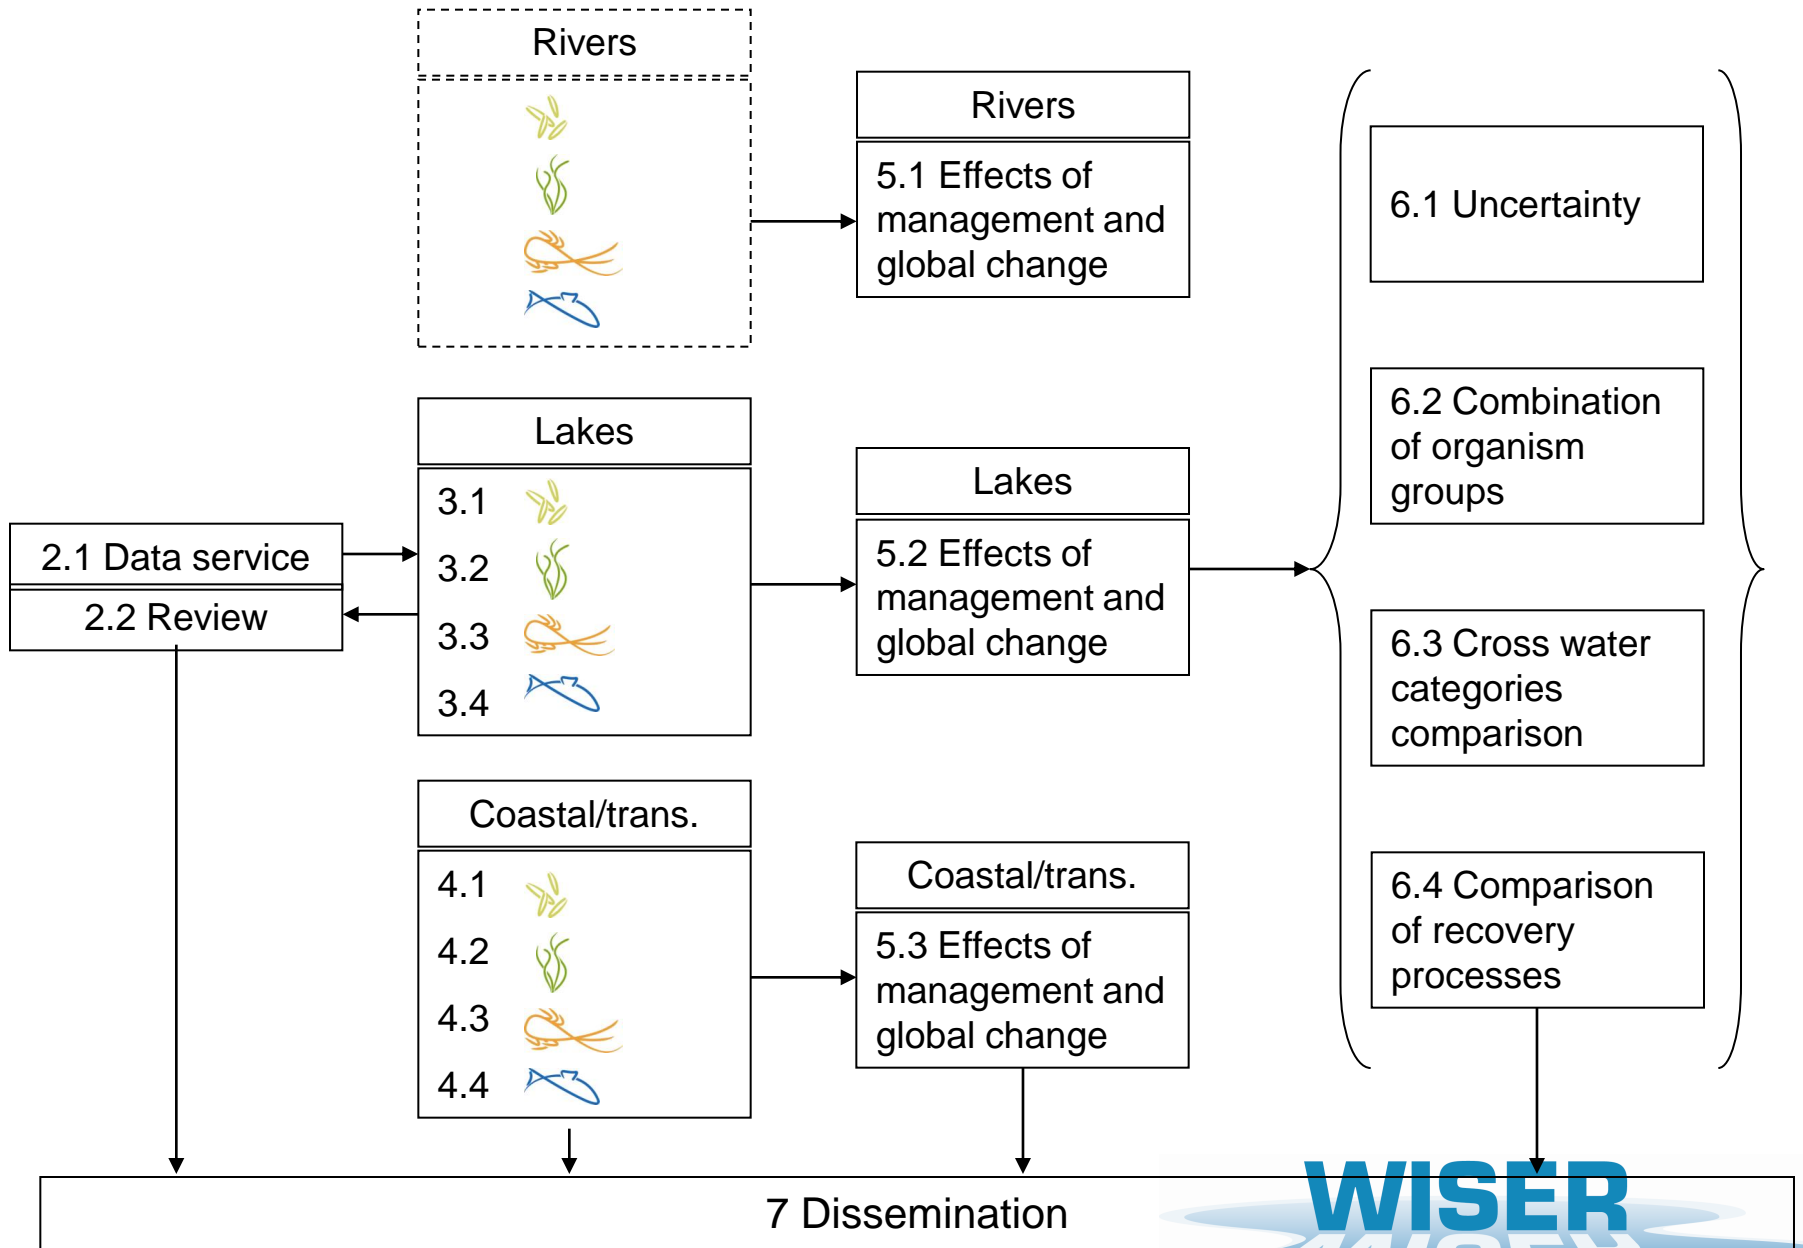 Rivers
Rivers
5.1 Effects of
management and
global change
6.1 Uncertainty
Lakes
3.1
3.2
3.3
3.4
2.1 Data service
2.2 Review
Lakes
5.2 Effects of
management and
global change
6.2 Combination
of organism
groups
6.3 Cross water
categories
comparison
Coastal/trans.
4.1
4.2
4.3
4.4
Coastal/trans.
5.3 Effects of
management and
global change
6.4 Comparison
of recovery
processes
7 Dissemination
WISER